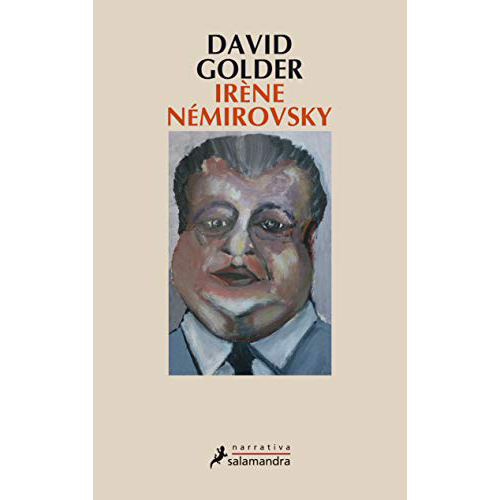 DAVID
GOLDER
IRÈNE
NÉMIROVSKY
narrativa
salamandra